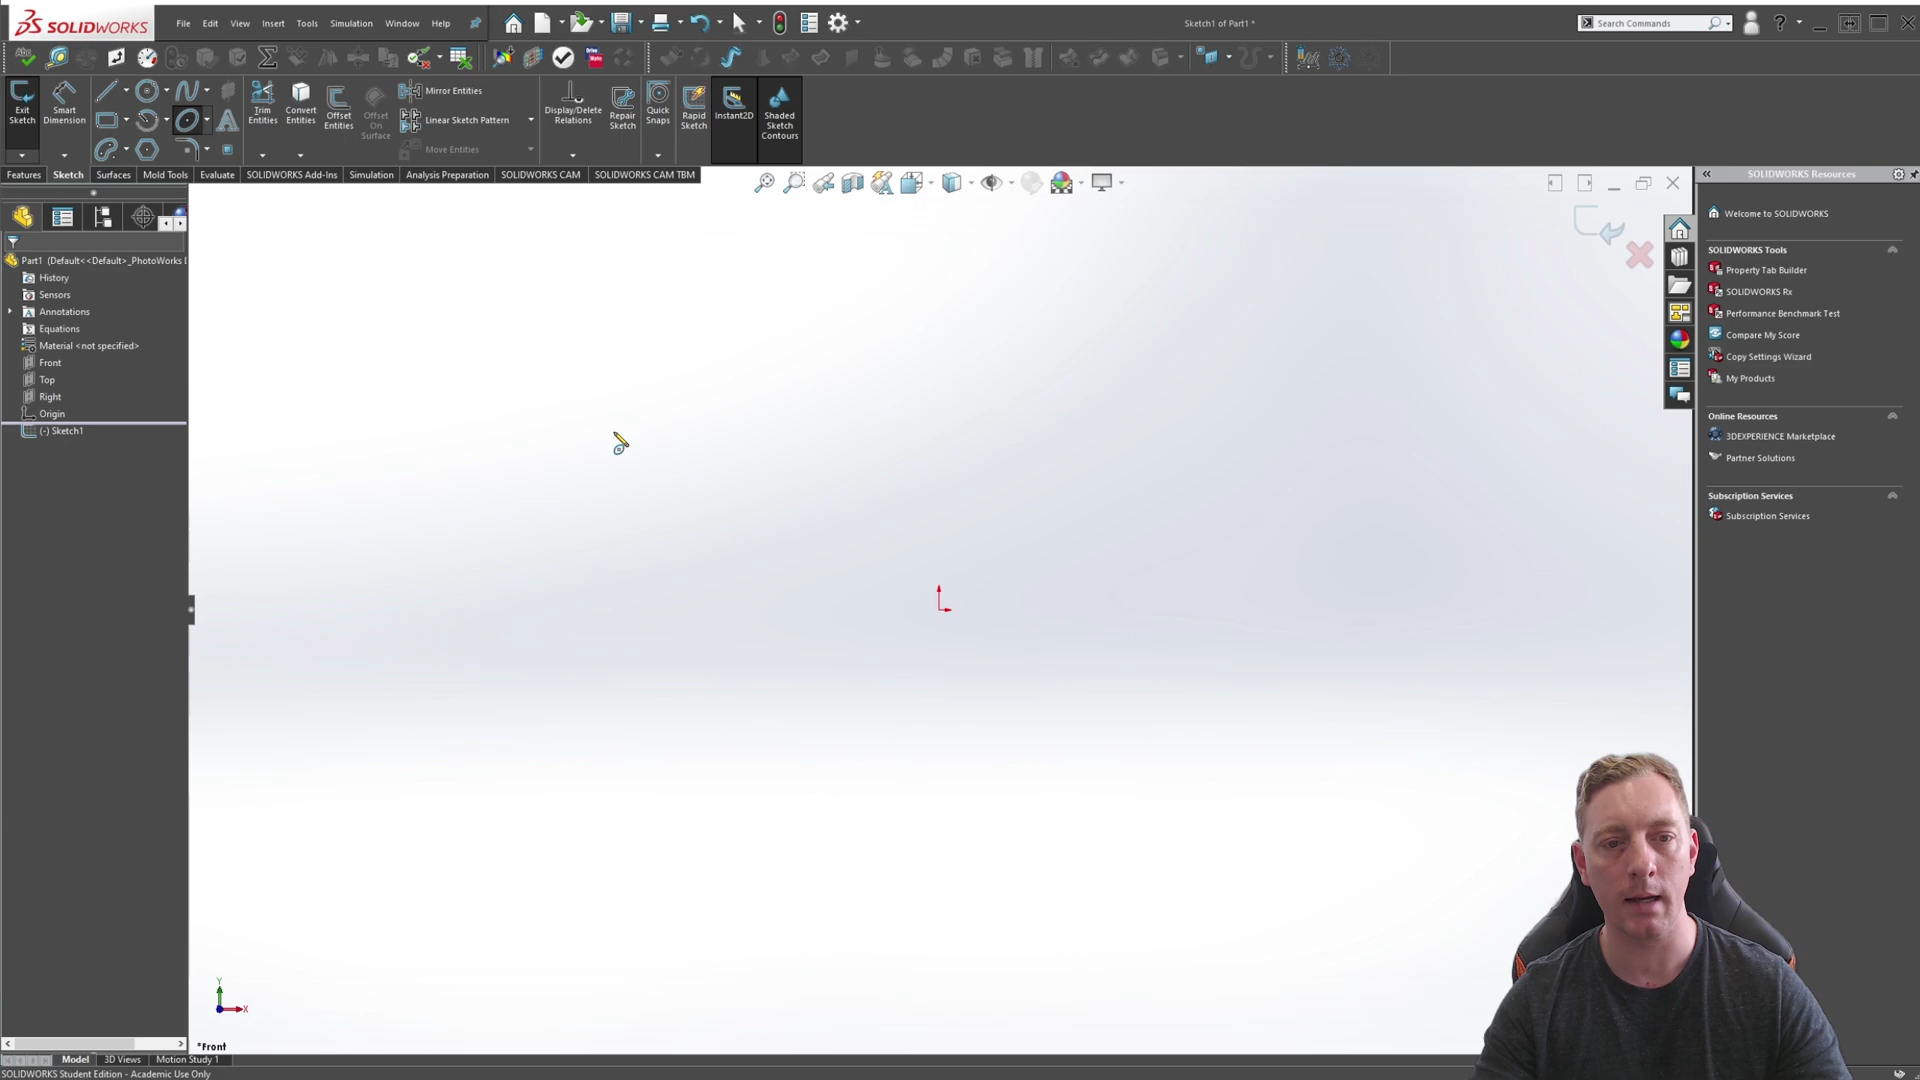 SOLIDWORKS
File Edit View Insert Tools Simulation Window Help
Sketch1 of Part1 *
Search Commands
Exit Sketch
Smart Dimension
Trim Entities
Convert Entities
Offset Entities
Offset On Surface
Mirror Entities
Linear Sketch Pattern
Move Entities
Display/Delete Relations
Repair Sketch
Quick Snaps
Rapid Sketch
Instant2D
Shaded Sketch Contours
Features Sketch Surfaces Mold Tools Evaluate SOLIDWORKS Add-Ins Simulation Analysis Preparation SOLIDWORKS CAM SOLIDWORKS CAM TBM
Part1 (Default<<Default>_PhotoWorks
History
Sensors
Annotations
Equations
Material <not specified>
Front
Top
Right
Origin
(-) Sketch1
SOLIDWORKS Resources
Welcome to SOLIDWORKS
SOLIDWORKS Tools
Property Tab Builder
SOLIDWORKS Rx
Performance Benchmark Test
Compare My Score
Copy Settings Wizard
My Products
Online Resources
3DEXPERIENCE Marketplace
Partner Solutions
Subscription Services
Subscription Services
Y
X
*Front
Model 3D Views Motion Study 1
SOLIDWORKS Student Edition - Academic Use Only